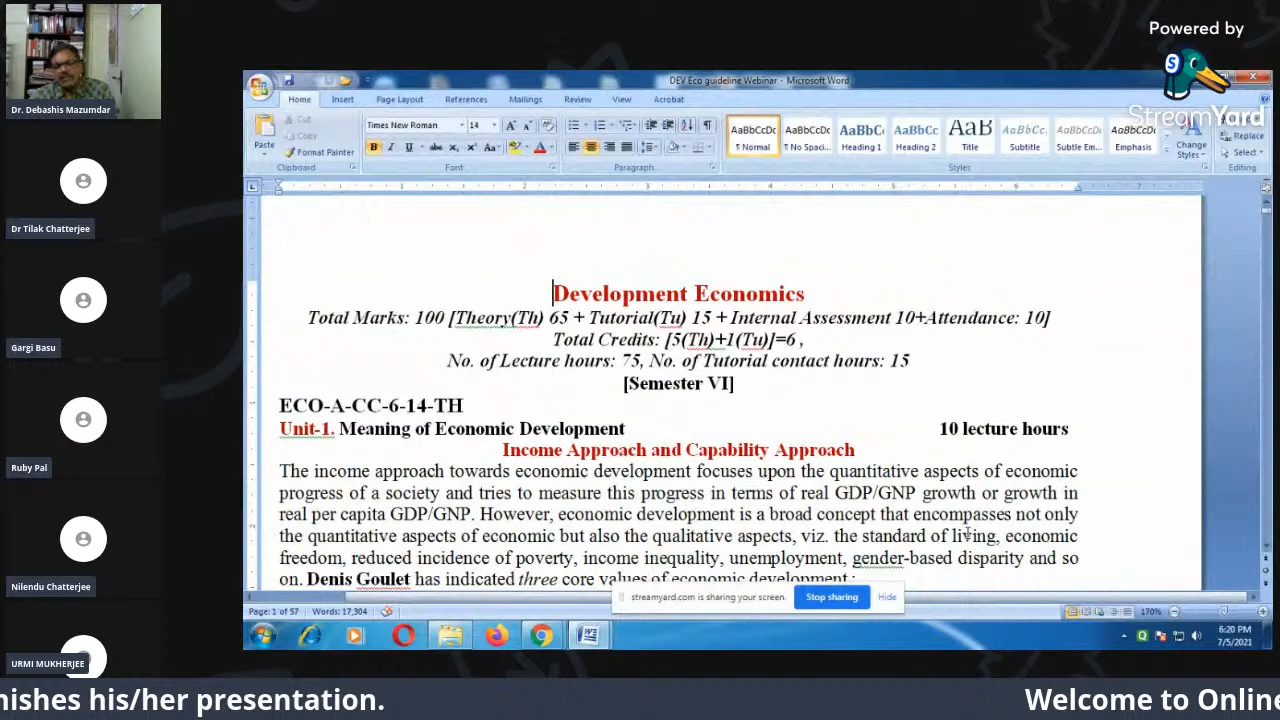 Powered by
StreamYard
Dr. Debashis Mazumdar
Dr Tilak Chatterjee
Gargi Basu
Ruby Pal
Nilendu Chatterjee
URMI MUKHERJEE
DEV Eco guideline Webinar - Microsoft Word
Home Insert Page Layout References Mailings Review View Acrobat
Paste
Cut
Copy
Format Painter
Clipboard
Times New Roman 14
Font
Paragraph
AaBbCcDc AaBbCcDc AaBbC AaBbCc AaB AaBbCc. AaBbCcDc AaBbCcDc
¶ Normal ¶ No Spaci... Heading 1 Heading 2 Title Subtitle Subtle Em... Emphasis
Change Styles
Styles
Replace
Select
Editing
Development Economics
Total Marks: 100 [Theory(Th) 65 + Tutorial(Tu) 15 + Internal Assessment 10+Attendance: 10]
Total Credits: [5(Th)+1(Tu)]=6 ,
No. of Lecture hours: 75, No. of Tutorial contact hours: 15
[Semester VI]
ECO-A-CC-6-14-TH
Unit-1. Meaning of Economic Development 10 lecture hours
Income Approach and Capability Approach
The income approach towards economic development focuses upon the quantitative aspects of economic
progress of a society and tries to measure this progress in terms of real GDP/GNP growth or growth in
real per capita GDP/GNP. However, economic development is a broad concept that encompasses not only
the quantitative aspects of economic but also the qualitative aspects, viz. the standard of living, economic
freedom, reduced incidence of poverty, income inequality, unemployment, gender-based disparity and so
on. Denis Goulet has indicated three core values of economic development :
streamyard.com is sharing your screen. Stop sharing Hide
Page: 1 of 57 Words: 17,304 170%
6:20 PM
7/5/2021
nishes his/her presentation. Welcome to Online